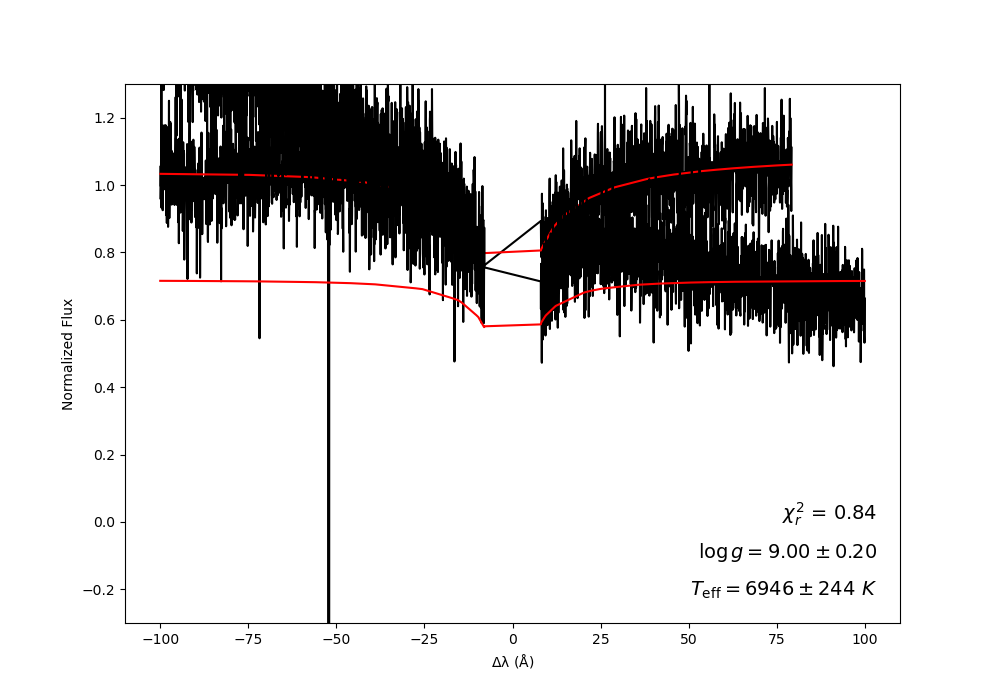 1.2
1.0
0.8
0.6
0.4
0.2
0.0
−0.2
Normalized Flux
χ²ᵣ = 0.84
log g = 9.00 ± 0.20
T_eff = 6946 ± 244 K
−100 −75 −50 −25 0 25 50 75 100
Δλ (Å)